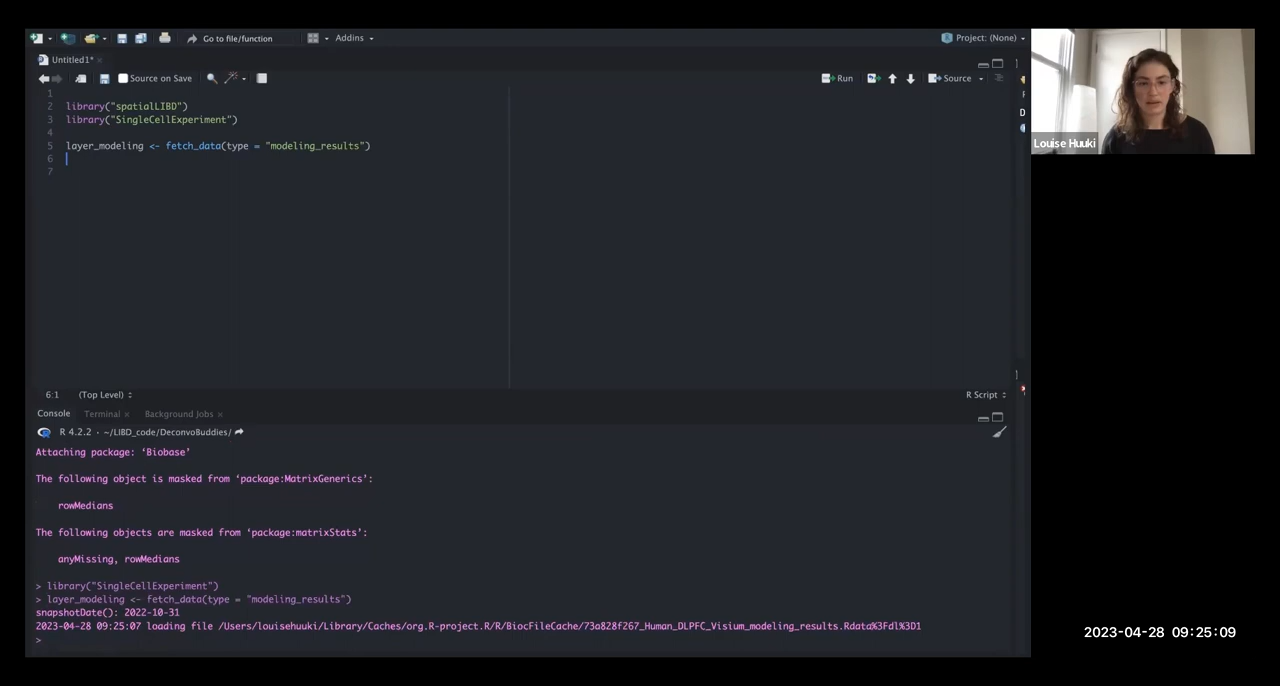 Go to file/function
Addins
Project: (None)
Untitled1*
Source on Save
Run
Source
1
2 library("spatialLIBD")
3 library("SingleCellExperiment")
4
5 layer_modeling <- fetch_data(type = "modeling_results")
6
7
6:1 (Top Level)
R Script
Console Terminal Background Jobs
R 4.2.2 · ~/LIBD_code/DeconvoBuddies/
Attaching package: ‘Biobase’
The following object is masked from ‘package:MatrixGenerics’:
rowMedians
The following objects are masked from ‘package:matrixStats’:
anyMissing, rowMedians
> library("SingleCellExperiment")
> layer_modeling <- fetch_data(type = "modeling_results")
snapshotDate(): 2022-10-31
2023-04-28 09:25:07 loading file /Users/louisehuuki/Library/Caches/org.R-project.R/R/BiocFileCache/73a828f267_Human_DLPFC_Visium_modeling_results.Rdata%3Fdl%3D1
>
Louise Huuki
2023-04-28 09:25:09